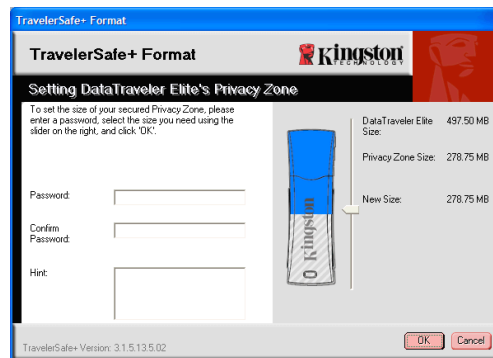 TravelerSafe+ Format
TravelerSafe+ Format
Kingston
TECHNOLOGY
Setting DataTraveler Elite's Privacy Zone
To set the size of your secured Privacy Zone, please
enter a password, select the size you need using the
slider on the right, and click 'OK'.
DataTraveler Elite Size: 497.50 MB
Privacy Zone Size: 278.75 MB
New Size: 278.75 MB
Password:
Confirm
Password:
Hint:
Kingston
OK
Cancel
TravelerSafe+ Version: 3.1.5.13.5.02